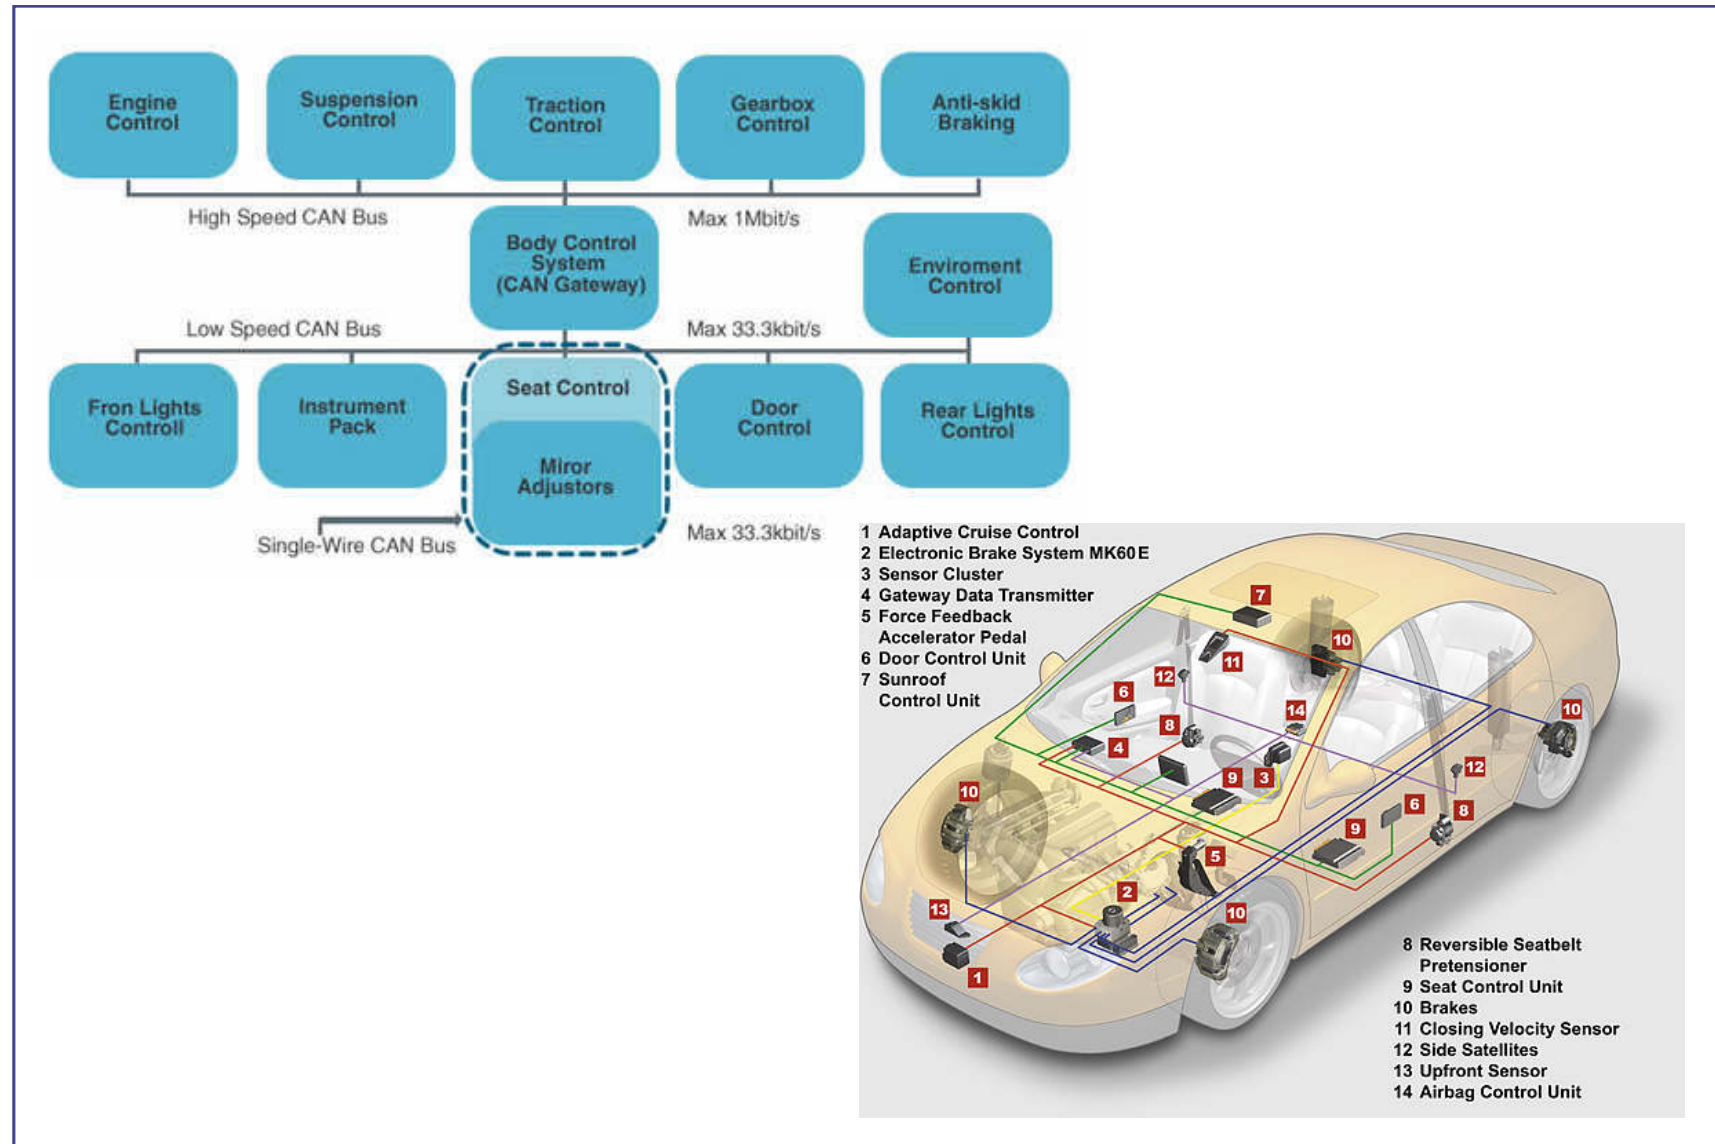 Engine
Control
Suspension
Control
Traction
Control
Gearbox
Control
Anti-skid
Braking
High Speed CAN Bus
Max 1Mbit/s
Body Control
System
(CAN Gateway)
Enviroment
Control
Low Speed CAN Bus
Max 33.3kbit/s
Fron Lights
Controll
Instrument
Pack
Seat Control
Miror
Adjustors
Door
Control
Rear Lights
Control
Single-Wire CAN Bus
Max 33.3kbit/s
1 Adaptive Cruise Control
2 Electronic Brake System MK60E
3 Sensor Cluster
4 Gateway Data Transmitter
5 Force Feedback
Accelerator Pedal
6 Door Control Unit
7 Sunroof
Control Unit
7
10
11
12
6
14
10
8
4
3
9
12
10
6
8
9
5
2
13
10
1
8 Reversible Seatbelt
Pretensioner
9 Seat Control Unit
10 Brakes
11 Closing Velocity Sensor
12 Side Satellites
13 Upfront Sensor
14 Airbag Control Unit